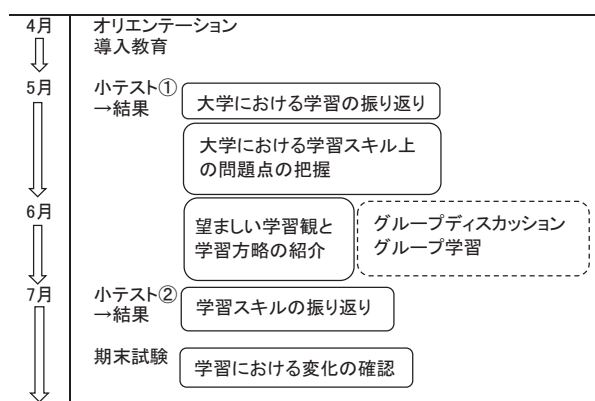 4月
オリエンテーション
導入教育
5月
小テスト①
→結果
大学における学習の振り返り
大学における学習スキル上
の問題点の把握
6月
望ましい学習観と
学習方略の紹介
グループディスカッション
グループ学習
7月
小テスト②
→結果
学習スキルの振り返り
期末試験
学習における変化の確認